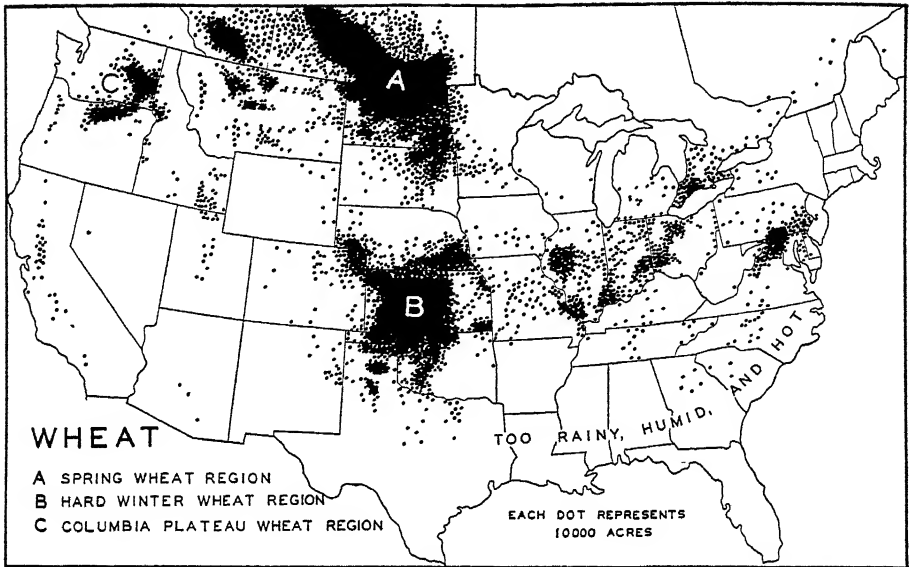 C
A
B
TOO RAINY, HUMID, AND HOT
WHEAT
A SPRING WHEAT REGION
B HARD WINTER WHEAT REGION
C COLUMBIA PLATEAU WHEAT REGION
EACH DOT REPRESENTS
10000 ACRES